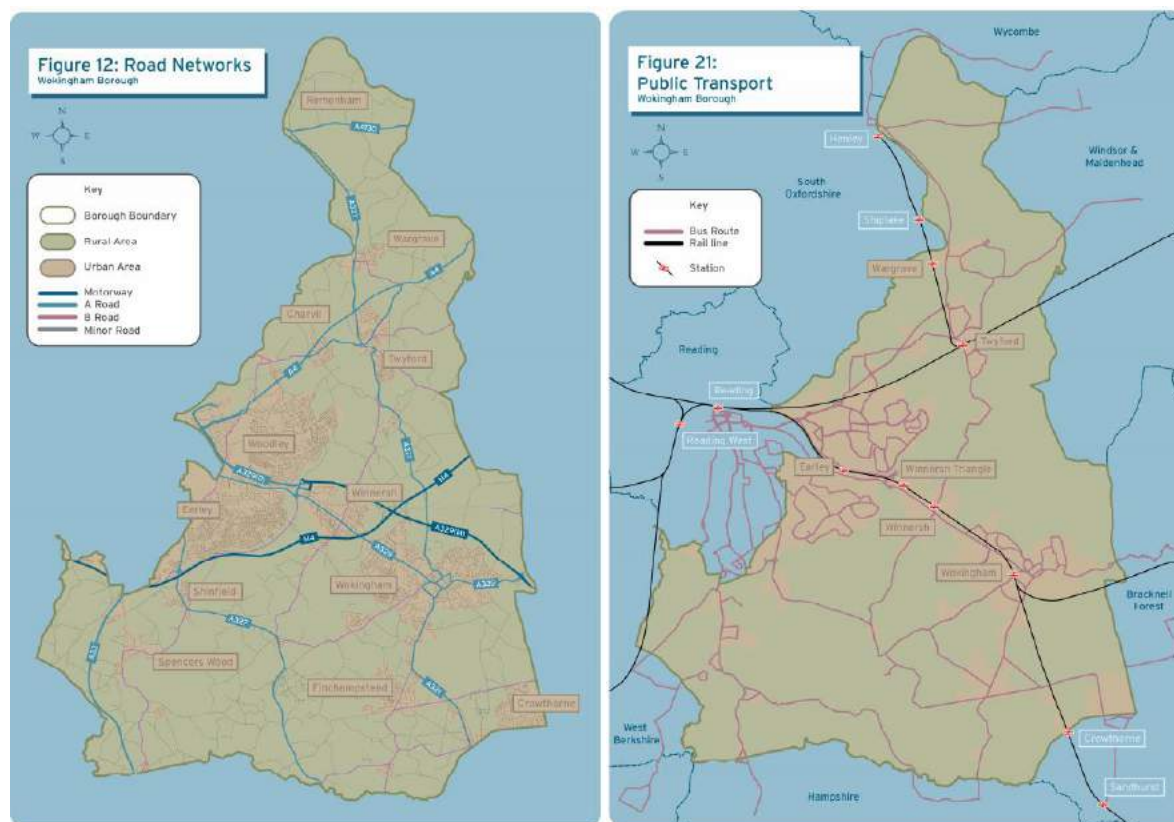 Figure 12: Road Networks
Wokingham Borough
N
W
E
S
Key
Borough Boundary
Rural Area
Urban Area
Motorway
A Road
B Road
Minor Road
Remenham
A4130
A321
Wargrave
A4
Charvil
Twyford
A4
Woodley
A321
M4
A3290
Winnersh
Earley
M4
A329(M)
A329
Wokingham
A329
Shinfield
A327
A33
Spencers Wood
Finchampstead
A321
Crowthorne
Figure 21:
Public Transport
Wokingham Borough
N
W
E
S
Key
Bus Route
Rail line
Station
Wycombe
Henley
Windsor &
Maidenhead
South
Oxfordshire
Shiplake
Wargrave
Reading
Twyford
Reading
Reading West
Earley
Winnersh Triangle
Winnersh
Wokingham
Bracknell
Forest
West
Berkshire
Crowthorne
Hampshire
Sandhurst